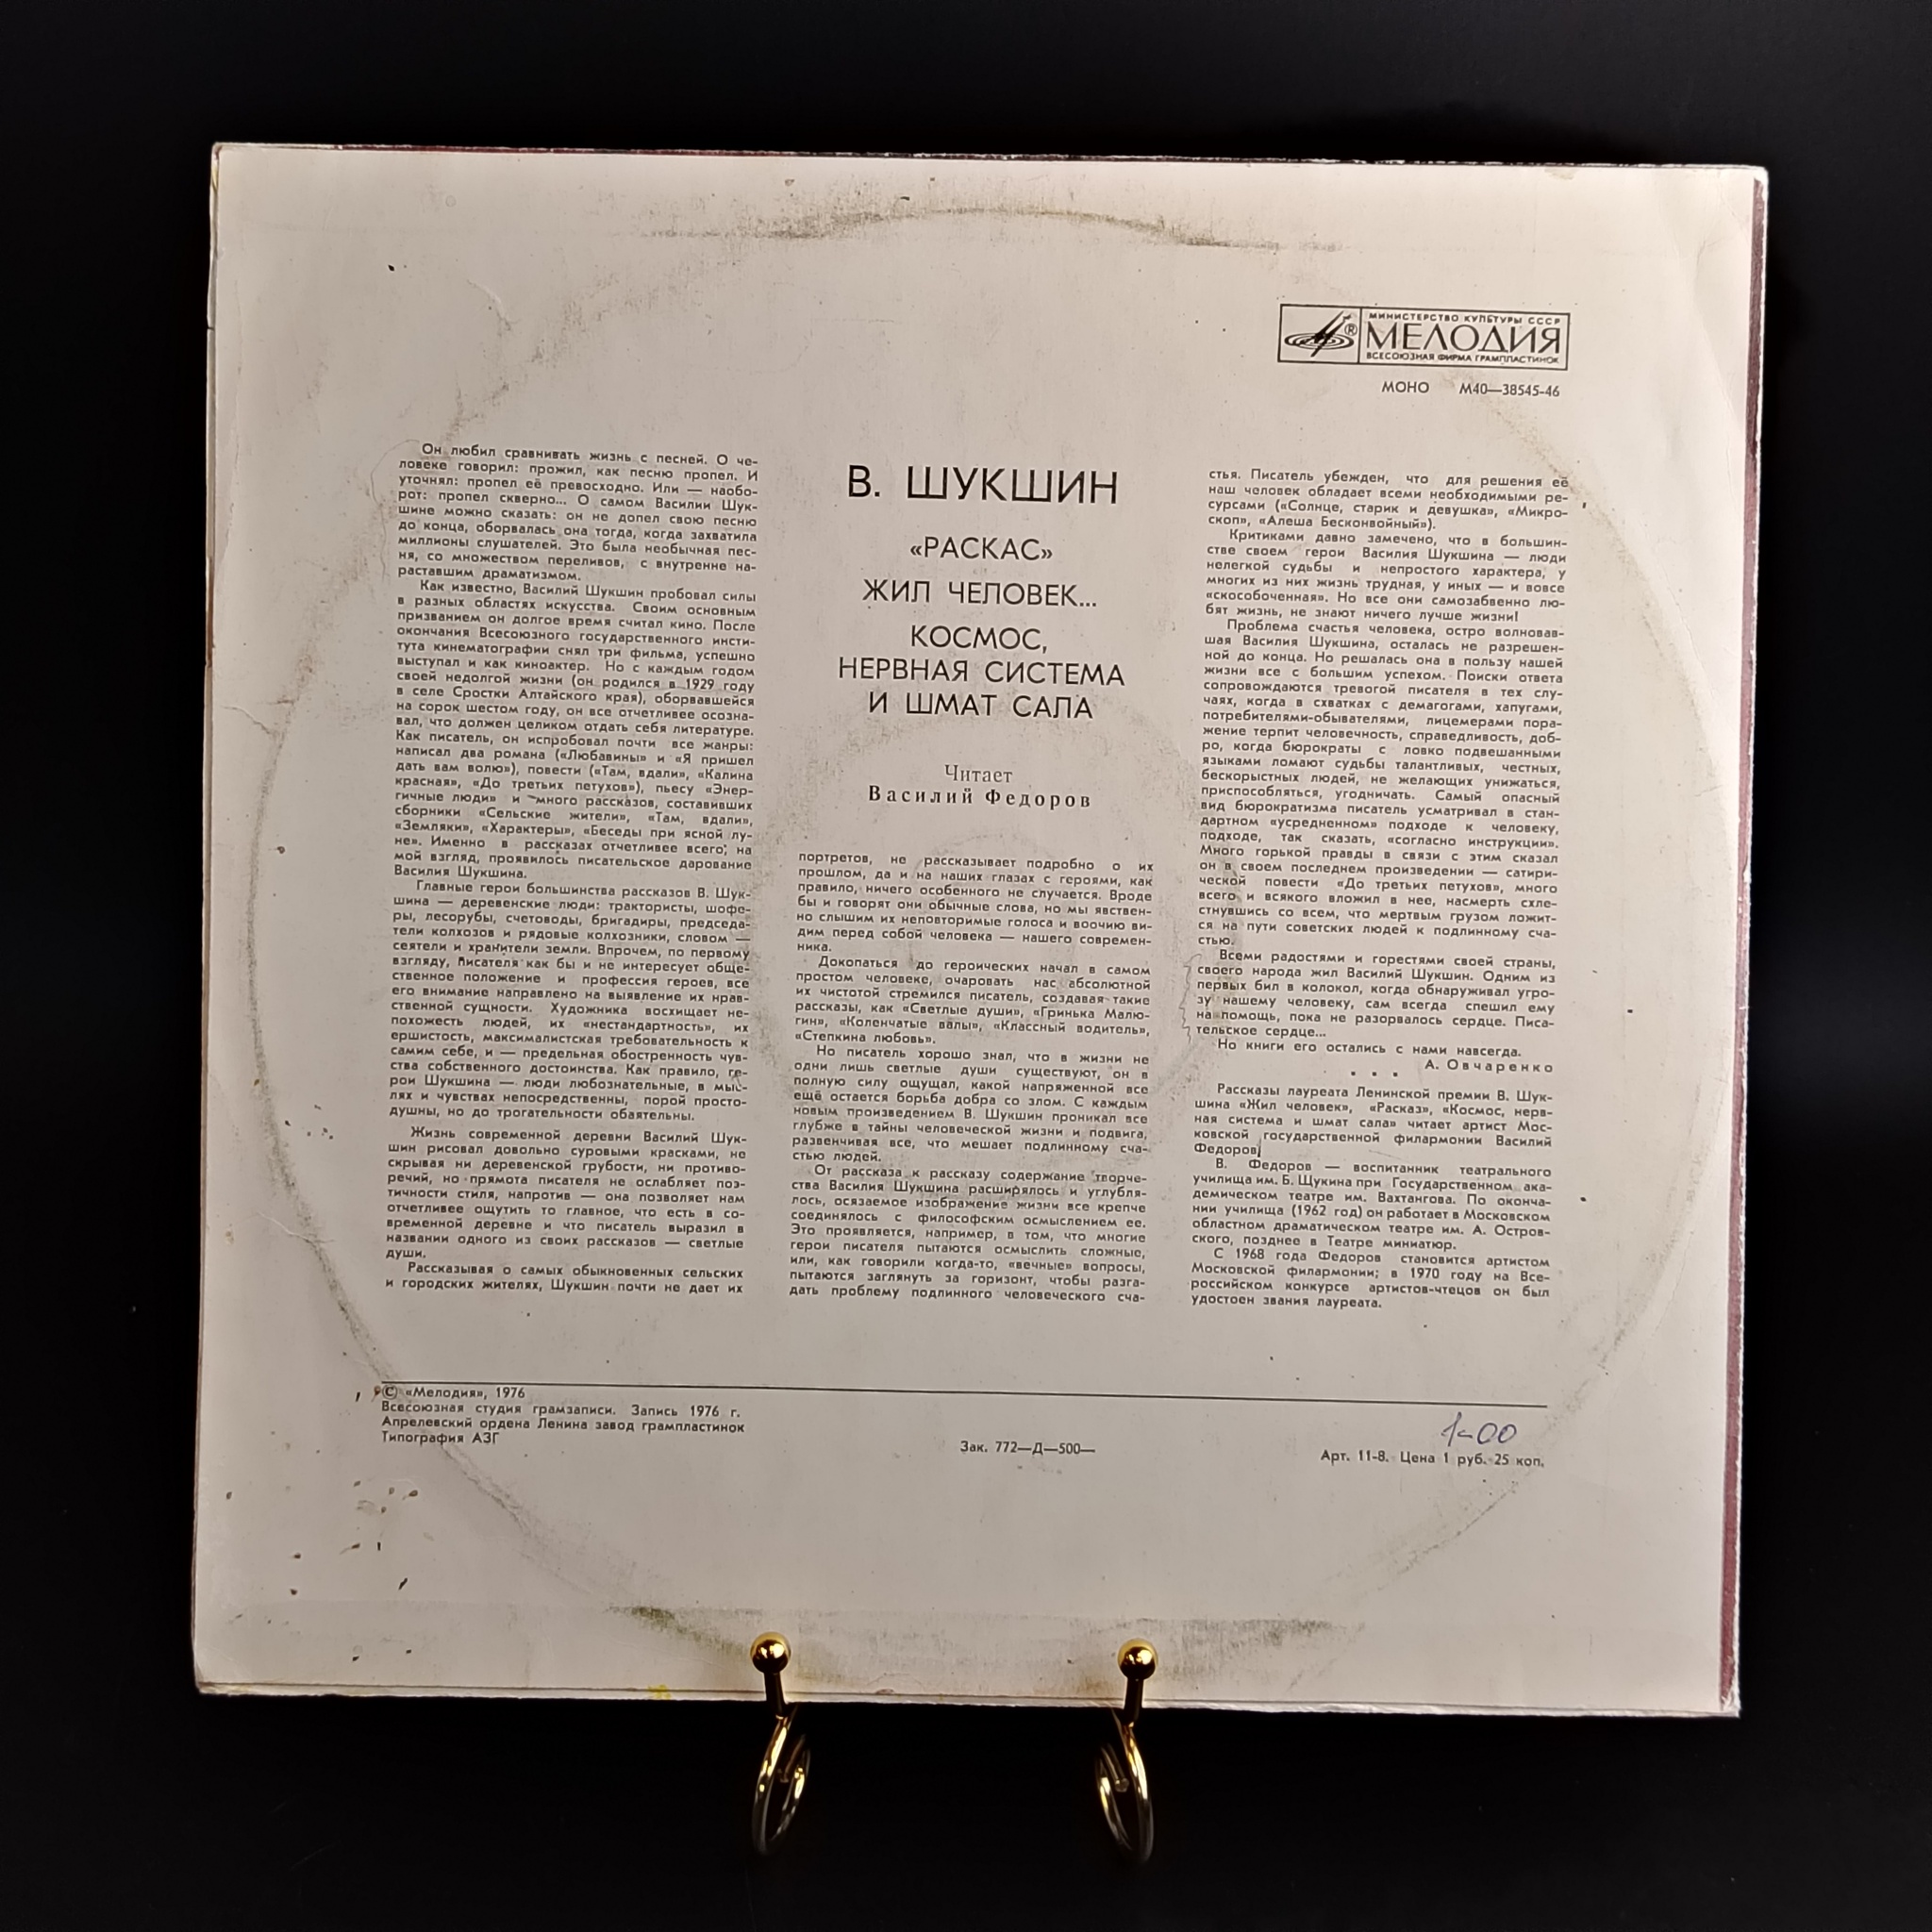 МИНИСТЕРСТВО КУЛЬТУРЫ СССР
МЕЛОДИЯ
ВСЕСОЮЗНАЯ ФИРМА ГРАМПЛАСТИНОК
МОНО М40—38545-46
Он любил сравнивать жизнь с песней. О че-
ловеке говорил: прожил, как песню пропел. И
уточнял: пропел её превосходно. Или — наобо-
рот: пропел скверно... О самом Василии Шук-
шине можно сказать: он не допел свою песню
до конца, оборвалась она тогда, когда захватила
миллионы слушателей. Это была необычная пес-
ня, со множеством переливов, с внутренне на-
раставшим драматизмом.
Как известно, Василий Шукшин пробовал силы
в разных областях искусства. Своим основным
призванием он долгое время считал кино. После
окончания Всесоюзного государственного инсти-
тута кинематографии снял три фильма, успешно
выступал и как киноактер. Но с каждым годом
своей недолгой жизни (он родился в 1929 году
в селе Сростки Алтайского края), оборвавшейся
на сорок шестом году, он все отчетливее осозна-
вал, что должен целиком отдать себя литературе.
Как писатель, он испробовал почти все жанры:
написал два романа («Любавины» и «Я пришел
дать вам волю»), повести («Там, вдали», «Калина
красная», «До третьих петухов»), пьесу «Энер-
гичные люди» и много рассказов, составивших
сборники «Сельские жители», «Там, вдали»,
«Земляки», «Характеры», «Беседы при ясной лу-
не». Именно в рассказах отчетливее всего, на
мой взгляд, проявилось писательское дарование
Василия Шукшина.
Главные герои большинства рассказов В. Шук-
шина — деревенские люди: трактористы, шофе-
ры, лесорубы, счетоводы, бригадиры, председа-
тели колхозов и рядовые колхозники, словом —
сеятели и хранители земли. Впрочем, по первому
взгляду, писателя как бы и не интересует обще-
ственное положение и профессия героев, все
его внимание направлено на выявление их нрав-
ственной сущности. Художника восхищает не-
похожесть людей, их «нестандартность», их
ершистость, максималистская требовательность к
самим себе, и — предельная обостренность чув-
ства собственного достоинства. Как правило, ге-
рои Шукшина — люди любознательные, в мыс-
лях и чувствах непосредственны, порой просто-
душны, но до трогательности обаятельны.
Жизнь современной деревни Василий Шук-
шин рисовал довольно суровыми красками, не
скрывая ни деревенской грубости, ни противо-
речий, но прямота писателя не ослабляет поэ-
тичности стиля, напротив — она позволяет нам
отчетливее ощутить то главное, что есть в со-
временной деревне и что писатель выразил в
названии одного из своих рассказов — светлые
души.
Рассказывая о самых обыкновенных сельских
и городских жителях, Шукшин почти не дает их
В. ШУКШИН
«РАСКАС»
ЖИЛ ЧЕЛОВЕК...
КОСМОС,
НЕРВНАЯ СИСТЕМА
И ШМАТ САЛА
Читает
Василий Федоров
портретов, не рассказывает подробно о их
прошлом, да и на наших глазах с героями, как
правило, ничего особенного не случается. Вроде
бы и говорят они обычные слова, но мы явствен-
но слышим их неповторимые голоса и воочию ви-
дим перед собой человека — нашего современ-
ника.
Докопаться до героических начал в самом
простом человеке, очаровать нас абсолютной
их чистотой стремился писатель, создавая такие
рассказы, как «Светлые души», «Гринька Малю-
гин», «Коленчатые валы», «Классный водитель»,
«Степкина любовь».
Но писатель хорошо знал, что в жизни не
одни лишь светлые души существуют, он в
полную силу ощущал, какой напряженной все
ещё остается борьба добра со злом. С каждым
новым произведением В. Шукшин проникал все
глубже в тайны человеческой жизни и подвига,
развенчивая все, что мешает подлинному сча-
стью людей.
От рассказа к рассказу содержание творче-
ства Василия Шукшина расширялось и углубля-
лось, осязаемое изображение жизни все крепче
соединялось с философским осмыслением ее.
Это проявляется, например, в том, что многие
герои писателя пытаются осмыслить сложные,
или, как говорили когда-то, «вечные» вопросы,
пытаются заглянуть за горизонт, чтобы разга-
дать проблему подлинного человеческого сча-
стья. Писатель убежден, что для решения её
наш человек обладает всеми необходимыми ре-
сурсами («Солнце, старик и девушка», «Микро-
скоп», «Алеша Бесконвойный»).
Критиками давно замечено, что в большин-
стве своем герои Василия Шукшина — люди
нелегкой судьбы и непростого характера, у
многих из них жизнь трудная, у иных — и вовсе
«скособоченная». Но все они самозабвенно лю-
бят жизнь, не знают ничего лучше жизни!
Проблема счастья человека, остро волновав-
шая Василия Шукшина, осталась не разрешен-
ной до конца. Но решалась она в пользу нашей
жизни все с большим успехом. Поиски ответа
сопровождаются тревогой писателя в тех слу-
чаях, когда в схватках с демагогами, хапугами,
потребителями-обывателями, лицемерами пора-
жение терпит человечность, справедливость, доб-
ро, когда бюрократы с ловко подвешанными
языками ломают судьбы талантливых, честных,
бескорыстных людей, не желающих унижаться,
приспособляться, угодничать. Самый опасный
вид бюрократизма писатель усматривал в стан-
дартном «усредненном» подходе к человеку,
подходе, так сказать, «согласно инструкции».
Много горькой правды в связи с этим сказал
он в своем последнем произведении — сатири-
ческой повести «До третьих петухов», много
всего и всякого вложил в нее, насмерть схле-
стнувшись со всем, что мертвым грузом ложит-
ся на пути советских людей к подлинному сча-
стью.
Всеми радостями и горестями своей страны,
своего народа жил Василий Шукшин. Одним из
первых бил в колокол, когда обнаруживал угро-
зу нашему человеку, сам всегда спешил ему
на помощь, пока не разорвалось сердце. Писа-
тельское сердце...
Но книги его остались с нами навсегда.
А. Овчаренко
. . .
Рассказы лауреата Ленинской премии В. Шук-
шина «Жил человек», «Расказ», «Космос, нерв-
ная система и шмат сала» читает артист Мос-
ковской государственной филармонии Василий
Федоров.
В. Федоров — воспитанник театрального
училища им. Б. Щукина при Государственном ака-
демическом театре им. Вахтангова. По оконча-
нии училища (1962 год) он работает в Московском
областном драматическом театре им. А. Остров-
ского, позднее в Театре миниатюр.
С 1968 года Федоров становится артистом
Московской филармонии; в 1970 году на Все-
российском конкурсе артистов-чтецов он был
удостоен звания лауреата.
© «Мелодия», 1976
Всесоюзная студия грамзаписи. Запись 1976 г.
Апрелевский ордена Ленина завод грампластинок
Типография АЗГ
Зак. 772—Д—500—
1-00
Арт. 11-8. Цена 1 руб. 25 коп.